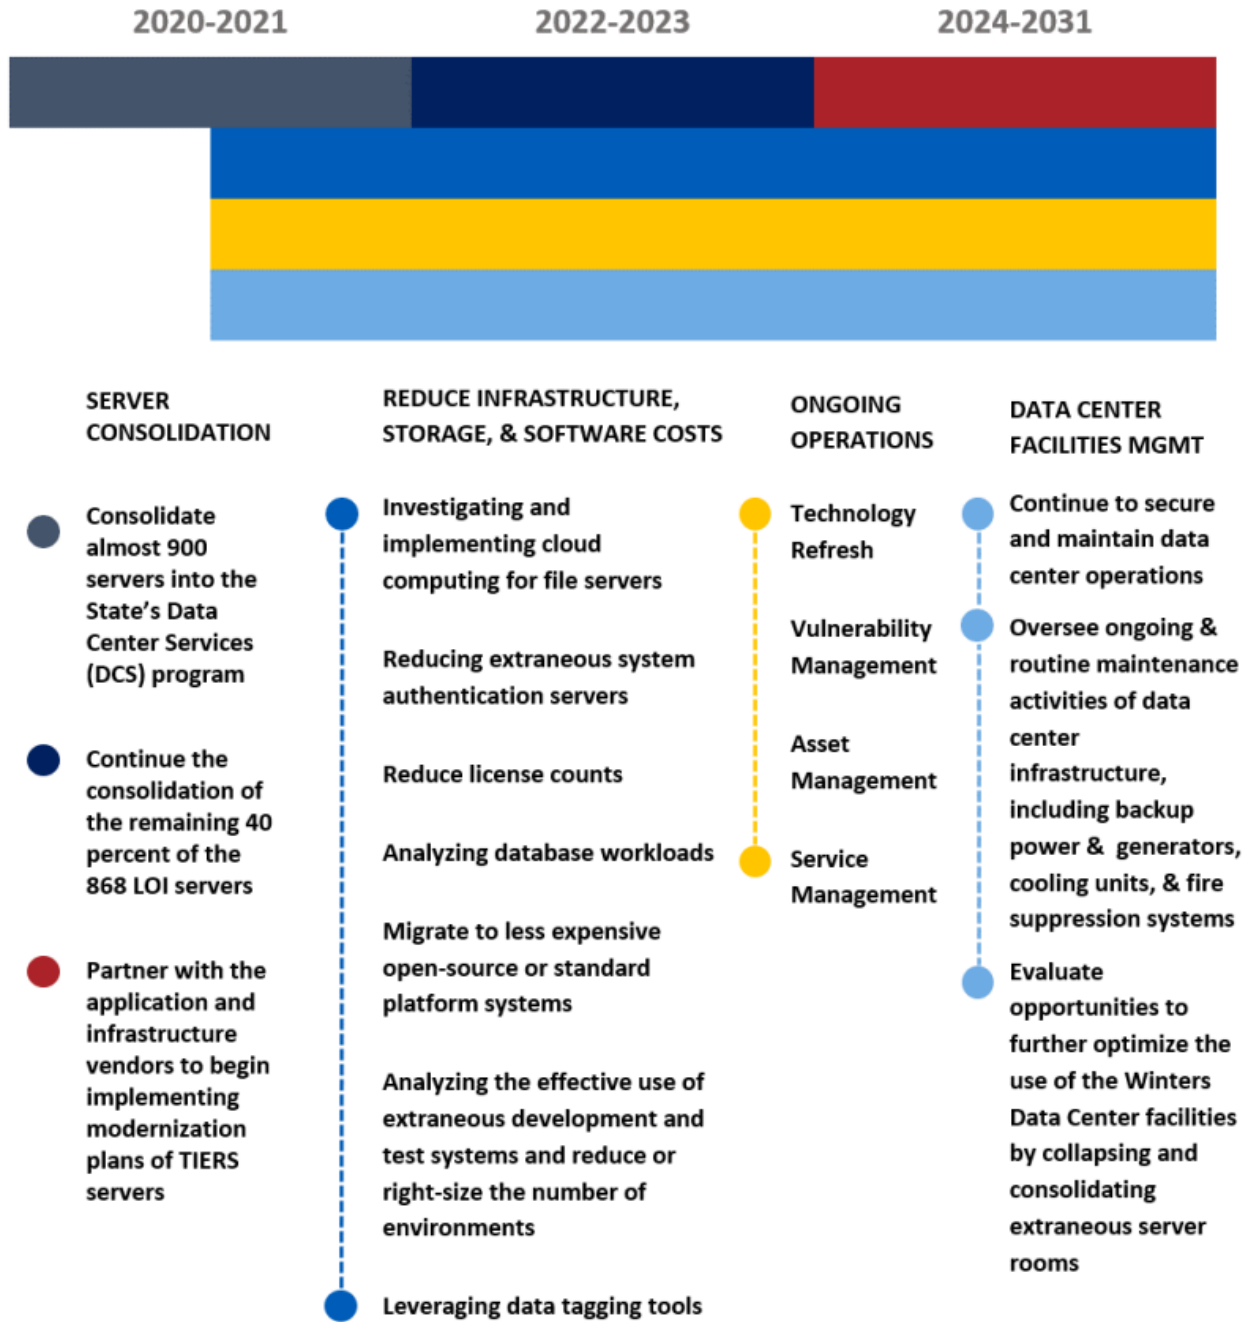 2020-2021
2022-2023
2024-2031
SERVER
CONSOLIDATION
Consolidate
almost 900
servers into the
State's Data
Center Services
(DCS) program
Continue the
consolidation of
the remaining 40
percent of the
868 LOI servers
Partner with the
application and
infrastructure
vendors to begin
implementing
modernization
plans of TIERS
servers
REDUCE INFRASTRUCTURE,
STORAGE, & SOFTWARE COSTS
Investigating and
implementing cloud
computing for file servers
Reducing extraneous system
authentication servers
Reduce license counts
Analyzing database workloads
Migrate to less expensive
open-source or standard
platform systems
Analyzing the effective use of
extraneous development and
test systems and reduce or
right-size the number of
environments
Leveraging data tagging tools
ONGOING
OPERATIONS
Technology
Refresh
Vulnerability
Management
Asset
Management
Service
Management
DATA CENTER
FACILITIES MGMT
Continue to secure
and maintain data
center operations
Oversee ongoing &
routine maintenance
activities of data
center
infrastructure,
including backup
power & generators,
cooling units, & fire
suppression systems
Evaluate
opportunities to
further optimize the
use of the Winters
Data Center facilities
by collapsing and
consolidating
extraneous server
rooms